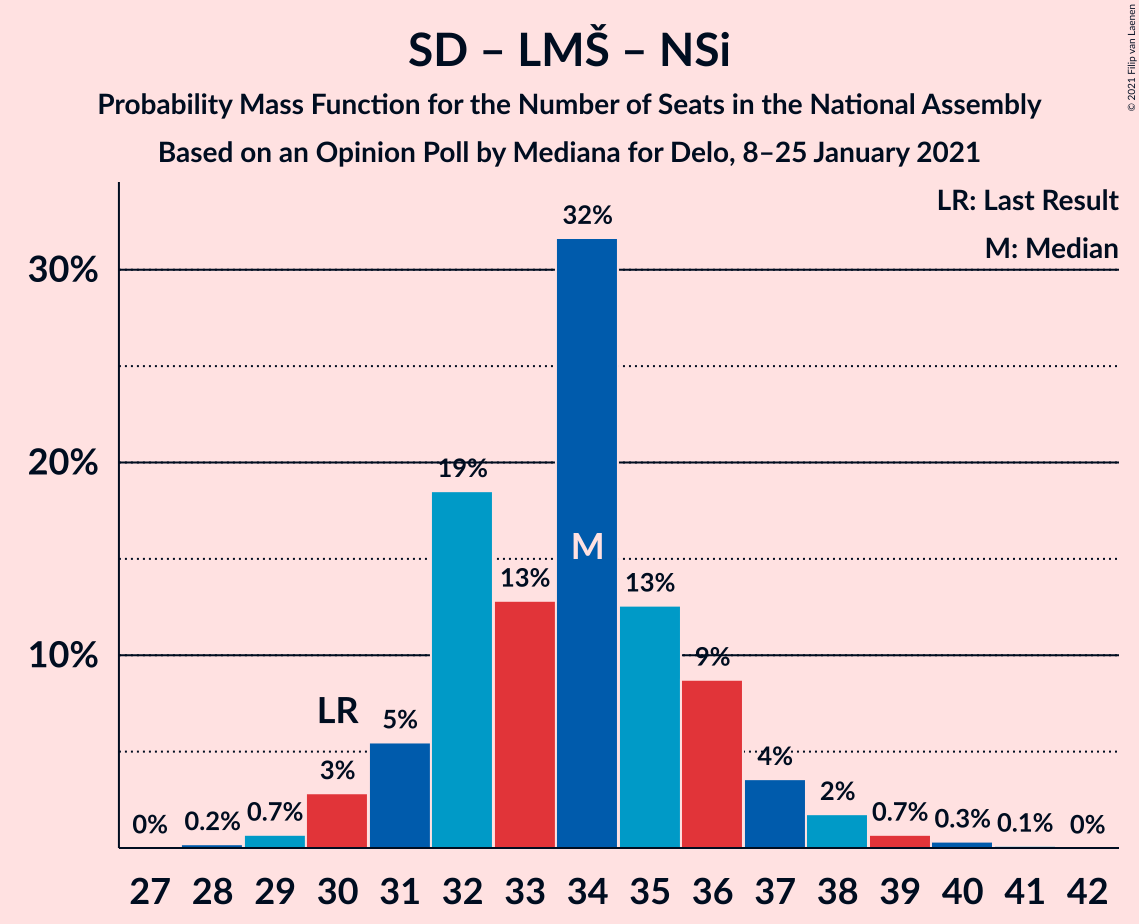 SD – LMŠ – NSi
Probability Mass Function for the Number of Seats in the National Assembly
Based on an Opinion Poll by Mediana for Delo, 8–25 January 2021
© 2021 Filip van Laenen
LR: Last Result
M: Median
30%
20%
10%
0%
0.2%
0.7%
LR
3%
5%
19%
13%
32%
M
13%
9%
4%
2%
0.7%
0.3%
0.1%
0%
27 28 29 30 31 32 33 34 35 36 37 38 39 40 41 42